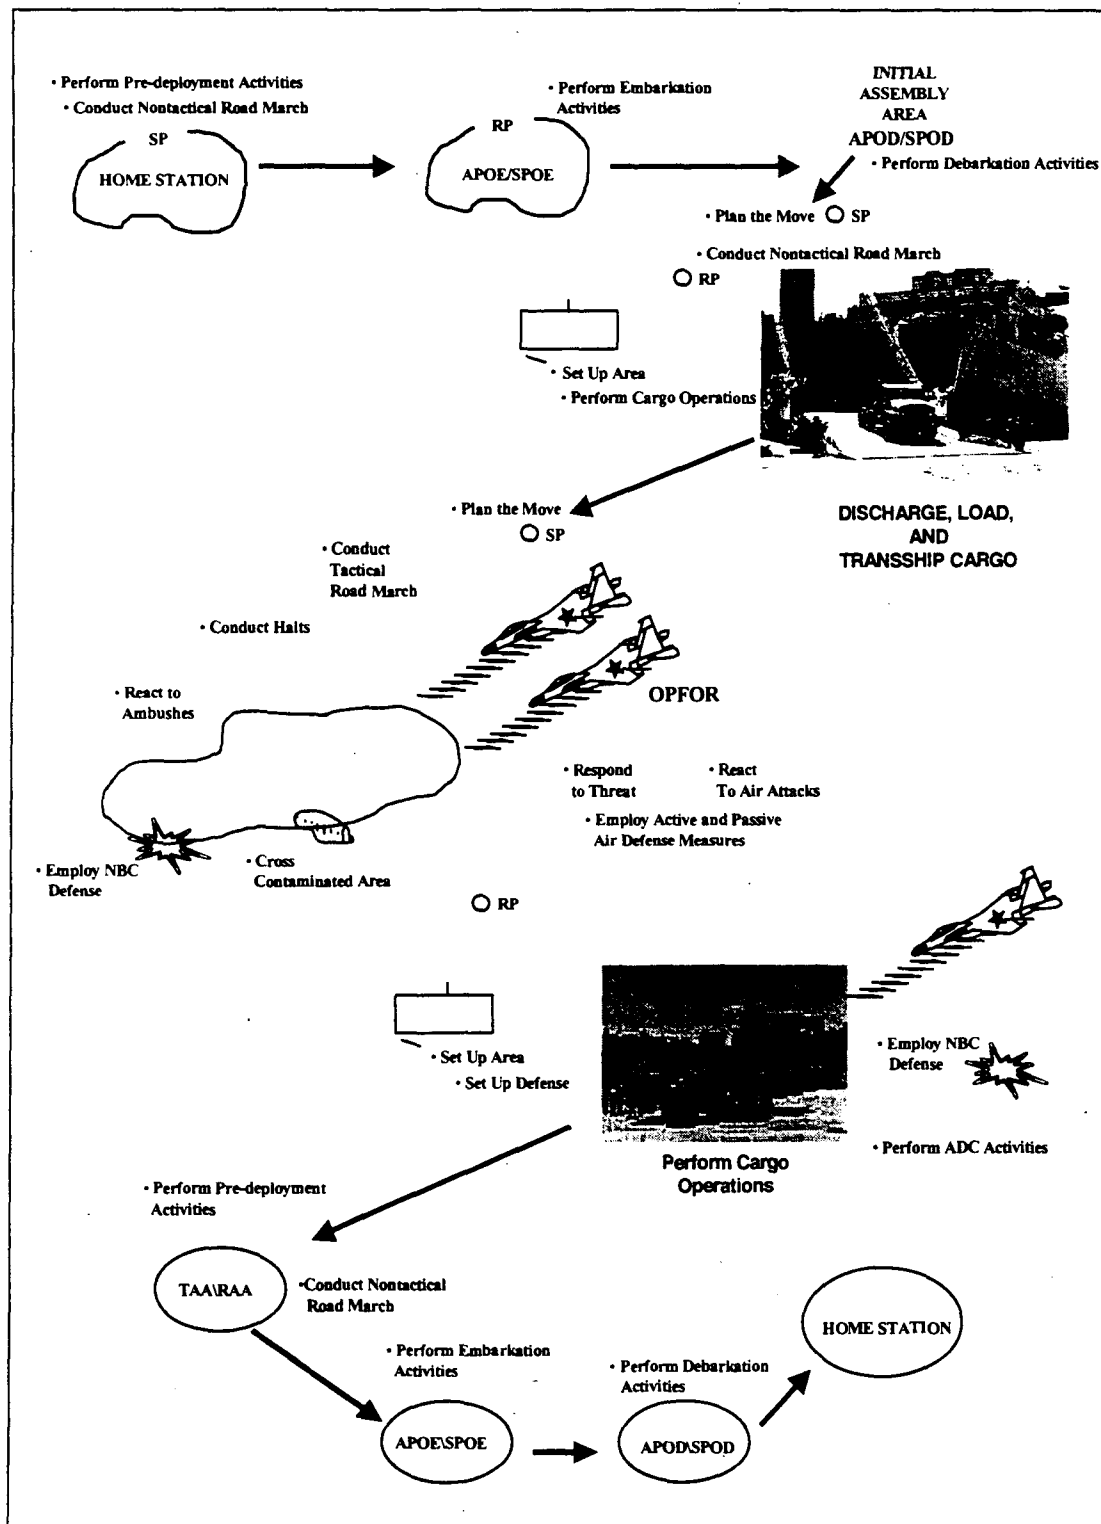 • Perform Pre-deployment Activities
• Conduct Nontactical Road March
SP
HOME STATION
• Perform Embarkation
Activities
RP
APOE/SPOE
INITIAL
ASSEMBLY
AREA
APOD/SPOD
• Perform Debarkation Activities
• Plan the Move
SP
• Conduct Nontactical Road March
RP
• Set Up Area
• Perform Cargo Operations
DISCHARGE, LOAD,
AND
TRANSSHIP CARGO
• Plan the Move
SP
• Conduct
Tactical
Road March
• Conduct Halts
• React to
Ambushes
OPFOR
• Respond
to Threat
• React
To Air Attacks
• Employ Active and Passive
Air Defense Measures
• Employ NBC
Defense
• Cross
Contaminated Area
RP
• Set Up Area
• Set Up Defense
• Employ NBC
Defense
• Perform ADC Activities
Perform Cargo
Operations
• Perform Pre-deployment
Activities
TAA\RAA
•Conduct Nontactical
Road March
• Perform Embarkation
Activities
APOE\SPOE
• Perform Debarkation
Activities
APOD\SPOD
HOME STATION